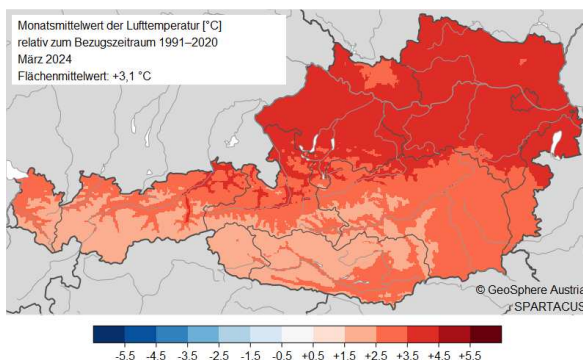 Monatsmittelwert der Lufttemperatur [°C]
relativ zum Bezugszeitraum 1991–2020
März 2024
Flächenmittelwert: +3,1 °C
© GeoSphere Austria
SPARTACUS
-5.5 -4.5 -3.5 -2.5 -1.5 -0.5 +0.5 +1.5 +2.5 +3.5 +4.5 +5.5